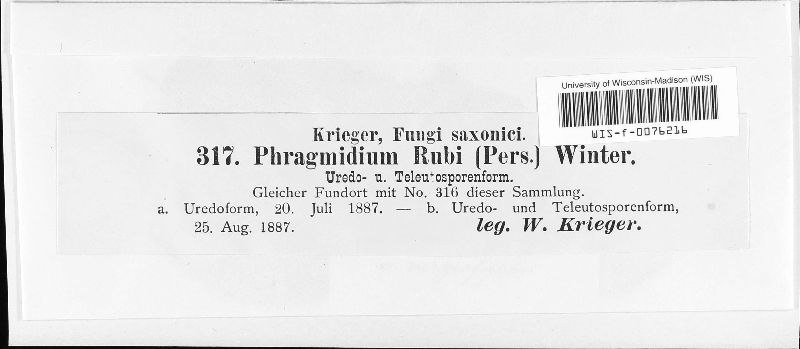 University of Wisconsin-Madison (WIS)
WIS-f-0076216
Krieger, Fungi saxonici.
317. Phragmidium Rubi (Pers.) Winter.
Uredo- u. Teleutosporenform.
Gleicher Fundort mit No. 316 dieser Sammlung.
a. Uredoform, 20. Juli 1887. — b. Uredo- und Teleutosporenform,
25. Aug. 1887. leg. W. Krieger.